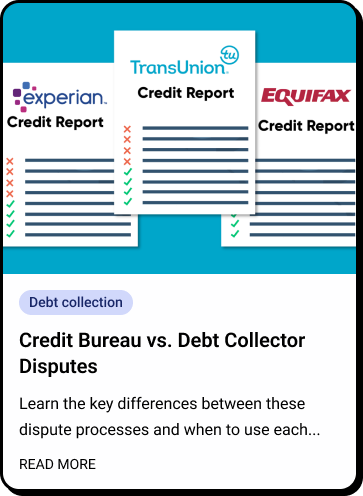 tu
TransUnion
Credit Report
experian
Credit Report
EQUIFAX
Credit Report
Debt collection
Credit Bureau vs. Debt Collector
Disputes
Learn the key differences between these
dispute processes and when to use each...
READ MORE